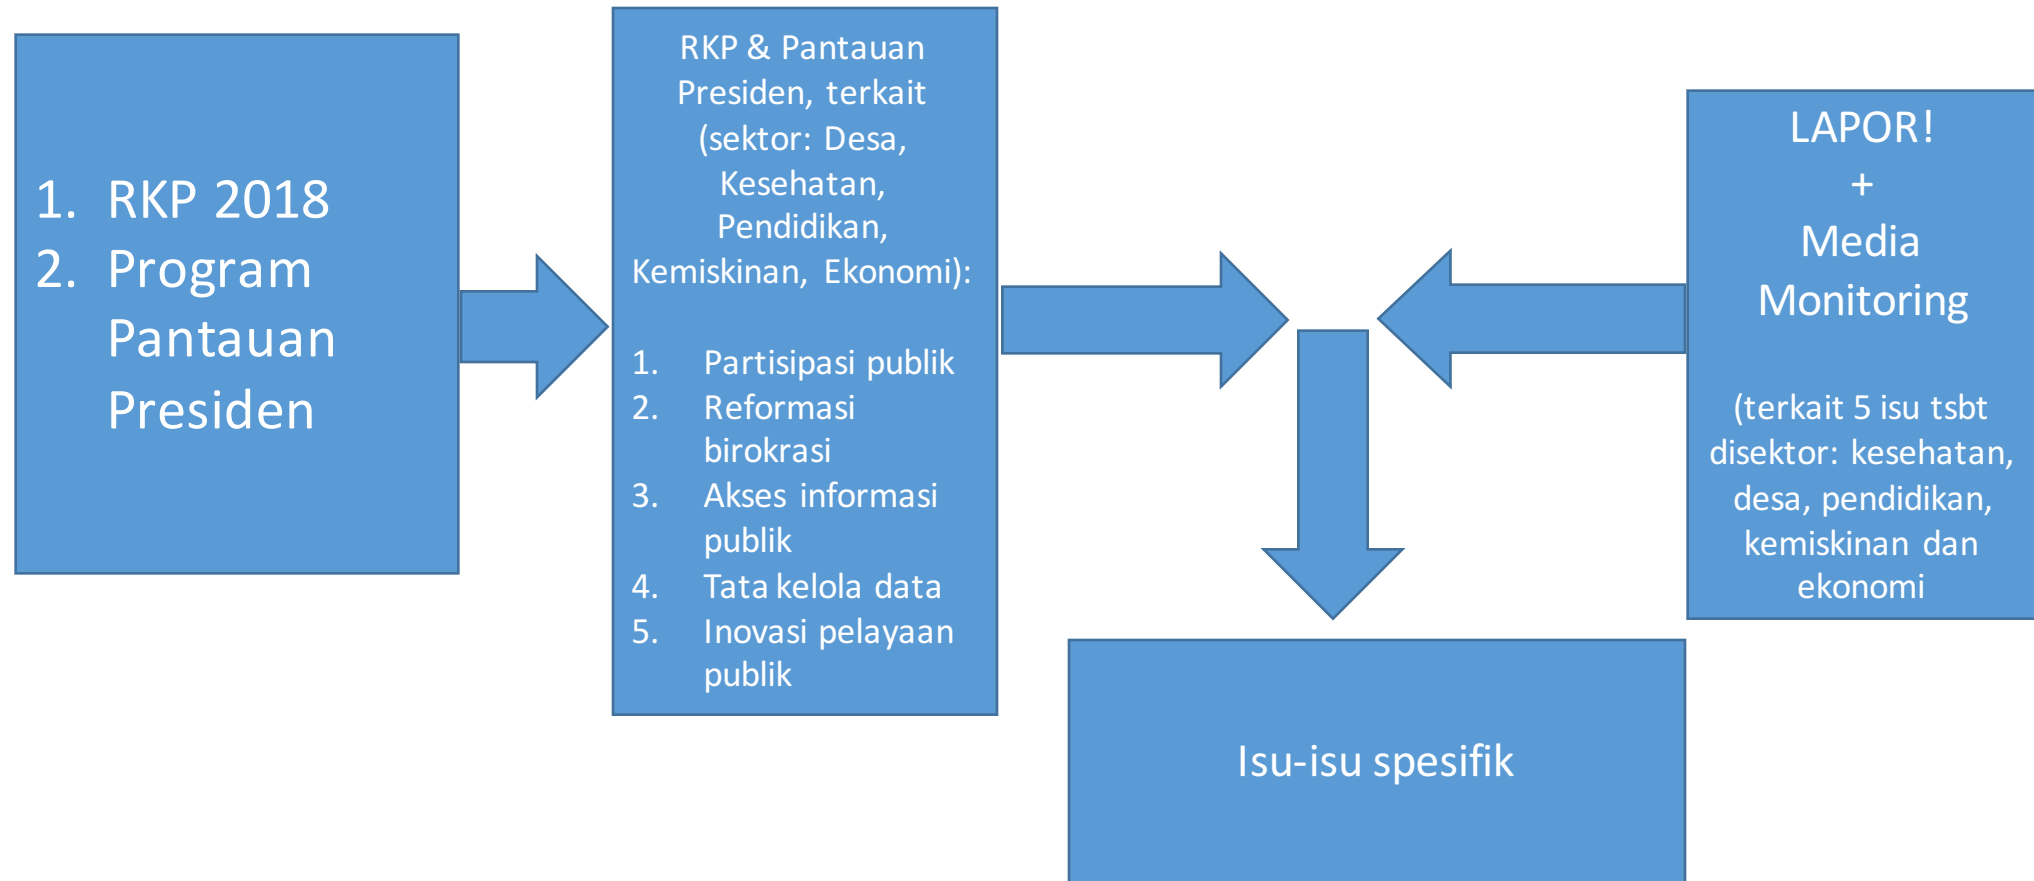 1. RKP 2018
2. Program
Pantauan
Presiden
RKP & Pantauan
Presiden, terkait
(sektor: Desa,
Kesehatan,
Pendidikan,
Kemiskinan, Ekonomi):
1. Partisipasi publik
2. Reformasi
birokrasi
3. Akses informasi
publik
4. Tata kelola data
5. Inovasi pelayaan
publik
LAPOR!
+
Media
Monitoring
(terkait 5 isu tsbt
disektor: kesehatan,
desa, pendidikan,
kemiskinan dan
ekonomi
Isu-isu spesifik